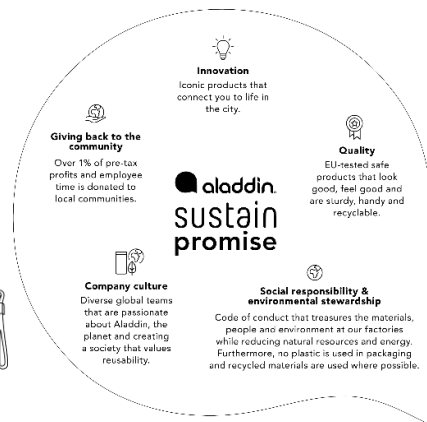 Innovation
Iconic products that
connect you to life in
the city.
Giving back to the
community
Over 1% of pre-tax
profits and employee
time is donated to
local communities.
Quality
EU-tested safe
products that look
good, feel good and
are sturdy, handy and
recyclable.
aladdin
sustain
promise
Company culture
Diverse global teams
that are passionate
about Aladdin, the
planet and creating
a society that values
reusability.
Social responsibility &
environmental stewardship
Code of conduct that treasures the materials,
people and environment at our factories
while reducing natural resources and energy.
Furthermore, no plastic is used in packaging
and recycled materials are used where possible.